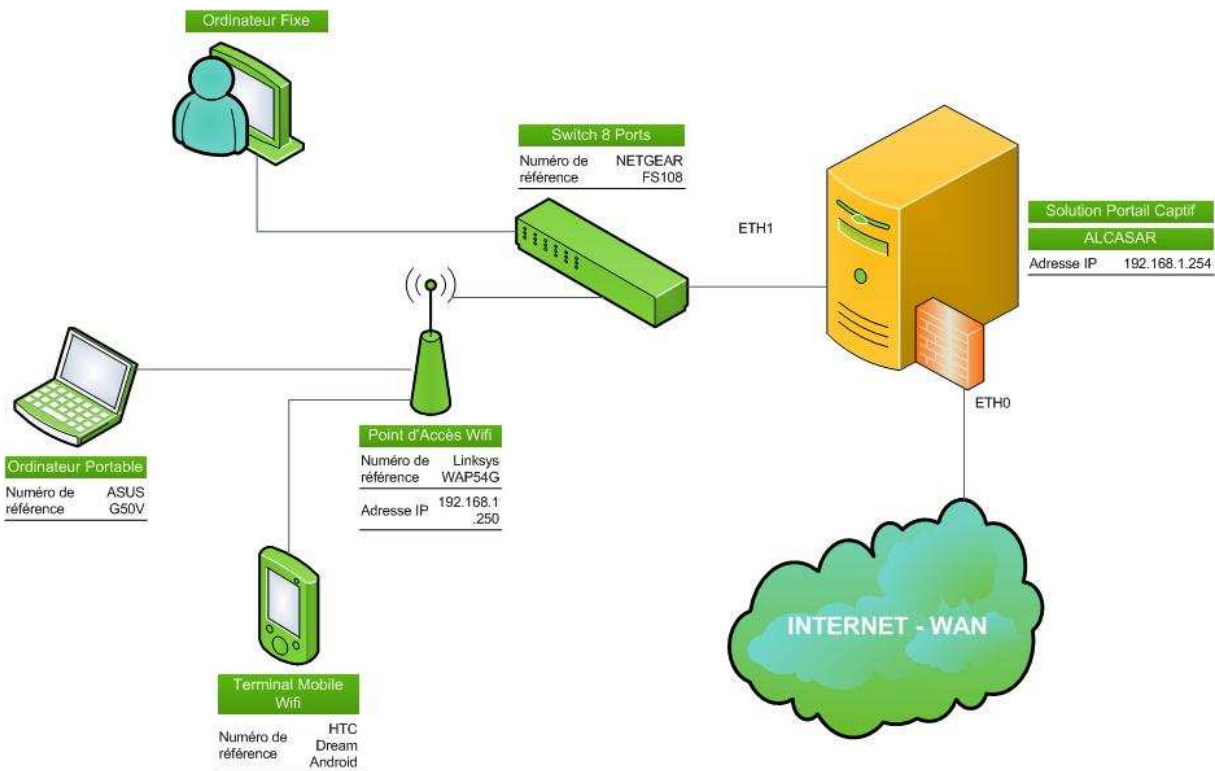 Ordinateur Fixe
Switch 8 Ports
Numéro de référence NETGEAR FS108
ETH1
Solution Portail Captif
ALCASAR
Adresse IP 192.168.1.254
ETH0
Point d'Accès Wifi
Numéro de référence Linksys WAP54G
Adresse IP 192.168.1.250
Ordinateur Portable
Numéro de référence ASUS G50V
INTERNET - WAN
Terminal Mobile
Wifi
Numéro de référence HTC Dream Android